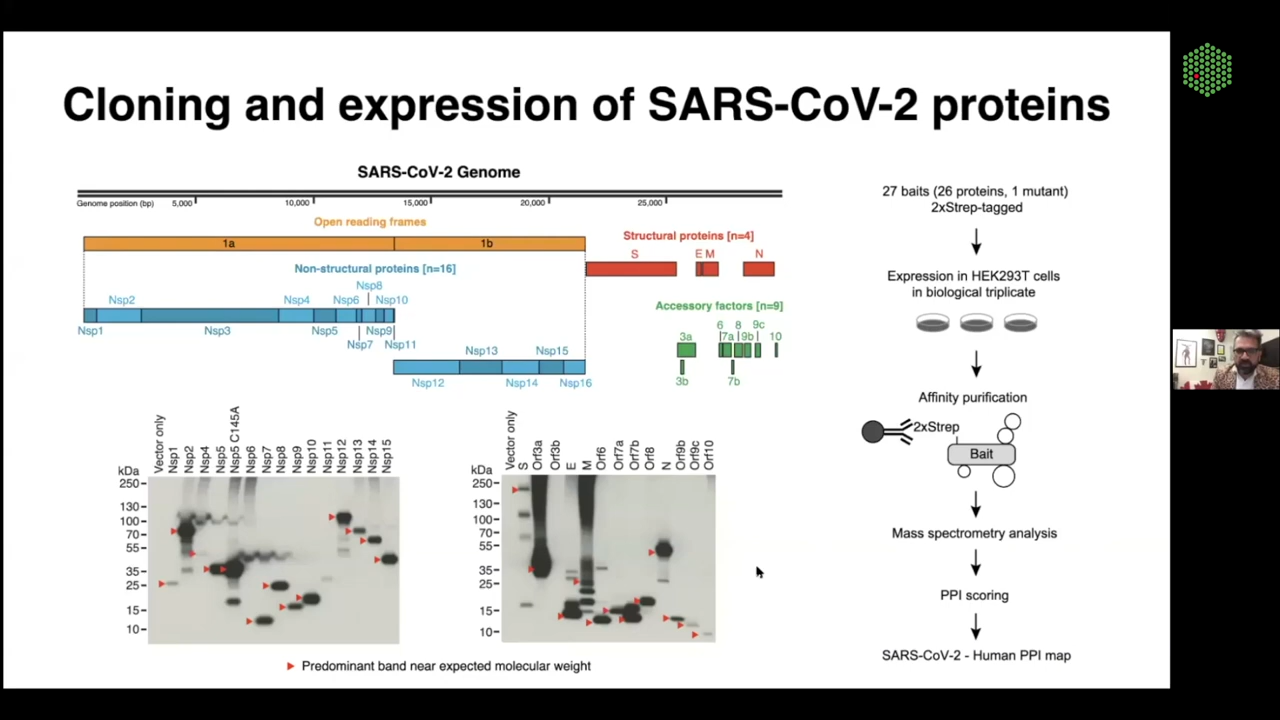 Cloning and expression of SARS-CoV-2 proteins
SARS-CoV-2 Genome
Genome position (bp) 5,000 10,000 15,000 20,000 25,000
Open reading frames
1a 1b
Structural proteins [n=4]
S E M N
Non-structural proteins [n=16]
Nsp8
Nsp2 Nsp4 Nsp6 Nsp10
Nsp1 Nsp3 Nsp5 Nsp9
Nsp7 Nsp11
Nsp13 Nsp15
Nsp12 Nsp14 Nsp16
Accessory factors [n=9]
6 8 9c
3a 7a 9b 10
3b 7b
kDa
250
130
100
70
55
35
25
15
10
Vector only
Nsp1
Nsp2
Nsp4
Nsp5
Nsp5 C145A
Nsp6
Nsp7
Nsp8
Nsp9
Nsp10
Nsp11
Nsp12
Nsp13
Nsp14
Nsp15
kDa
250
130
100
70
55
35
25
15
10
Vector only
S
Orf3a
Orf3b
E
M
Orf6
Orf7a
Orf7b
Orf8
N
Orf9b
Orf9c
Orf10
Predominant band near expected molecular weight
27 baits (26 proteins, 1 mutant)
2xStrep-tagged
Expression in HEK293T cells
in biological triplicate
Affinity purification
2xStrep
Bait
Mass spectrometry analysis
PPI scoring
SARS-CoV-2 - Human PPI map